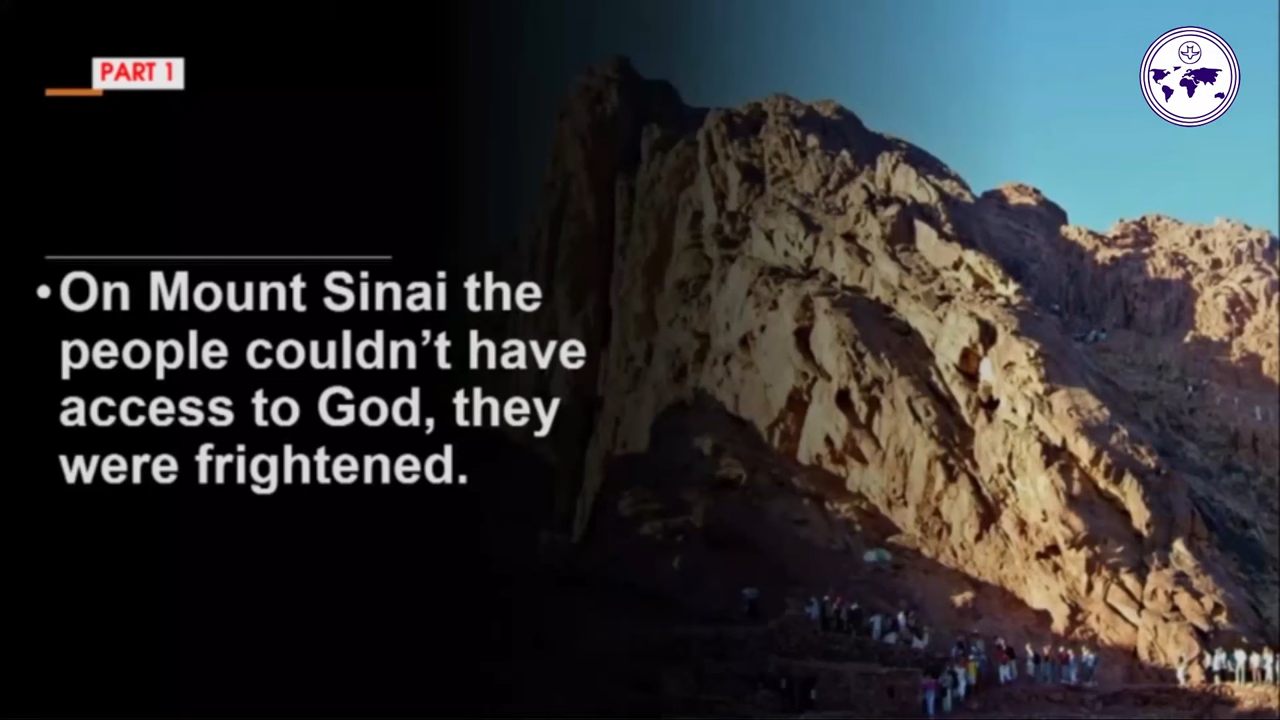 PART 1
•On Mount Sinai the
people couldn’t have
access to God, they
were frightened.